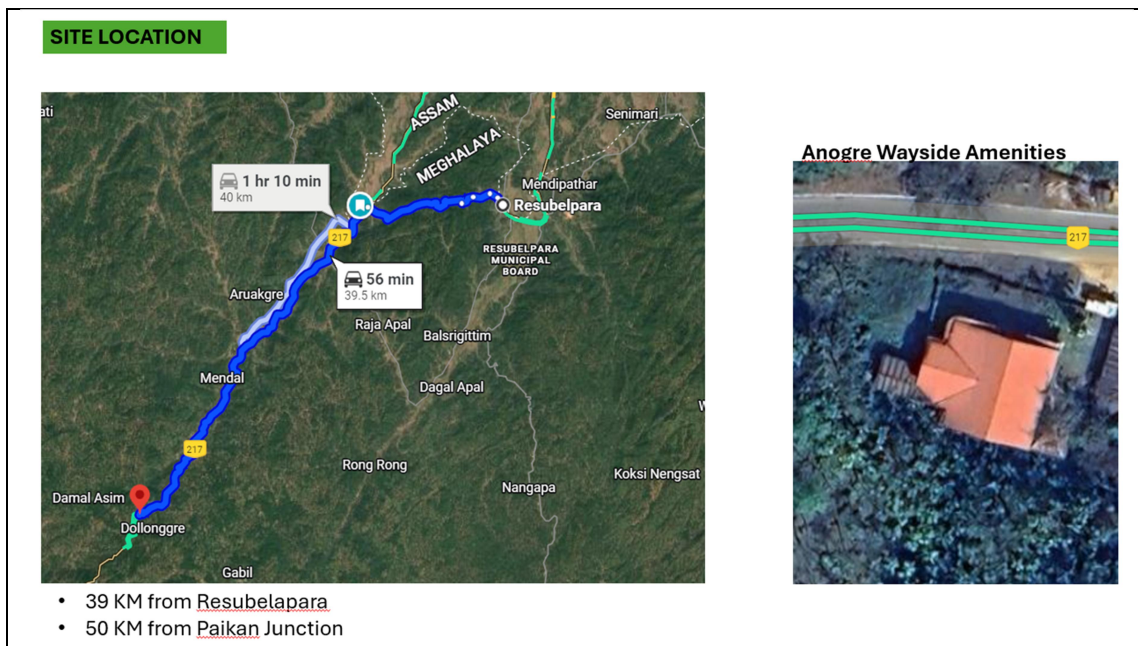 SITE LOCATION
ati
ASSAM
Senimari
MEGHALAYA
1 hr 10 min
40 km
Mendipathar
Resubelpara
217
RESUBELPARA
MUNICIPAL
BOARD
56 min
39.5 km
Aruakgre
Raja Apal
Balsrigittim
Mendal
Dagal Apal
217
Rong Rong
Koksi Nengsat
Nangapa
Damal Asim
Dollonggre
Gabil
Anogre Wayside Amenities
217
• 39 KM from Resubelapara
• 50 KM from Paikan Junction